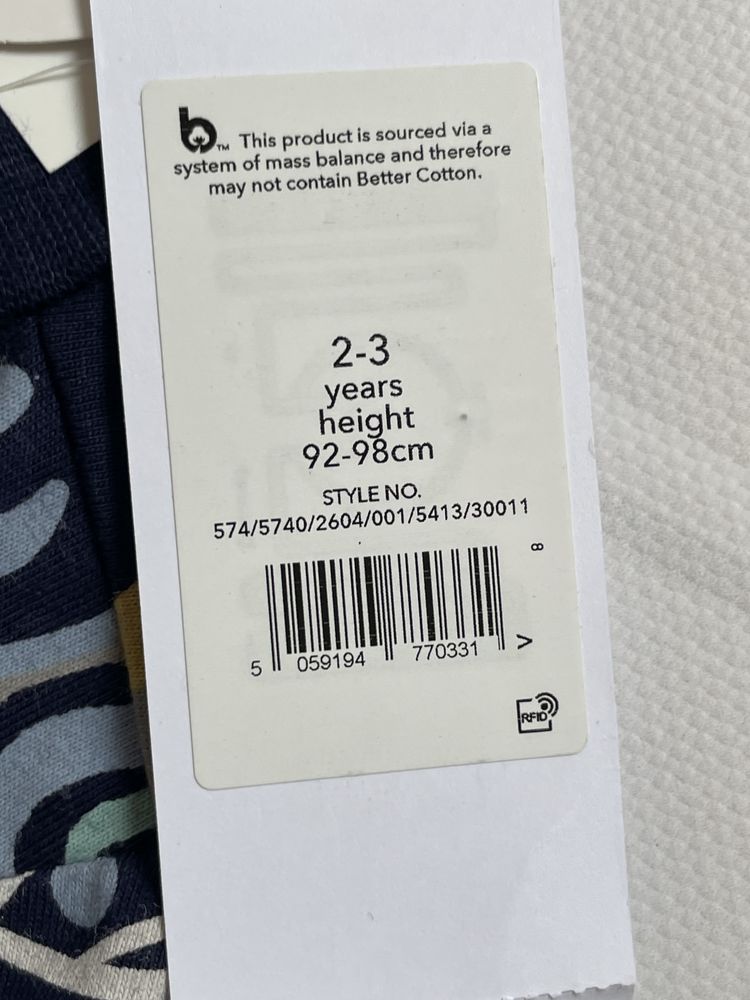 b™ This product is sourced via a
system of mass balance and therefore
may not contain Better Cotton.
2-3
years
height
92-98cm
STYLE NO.
574/5740/2604/001/5413/30011
8
5 059194 770331 >
RFID